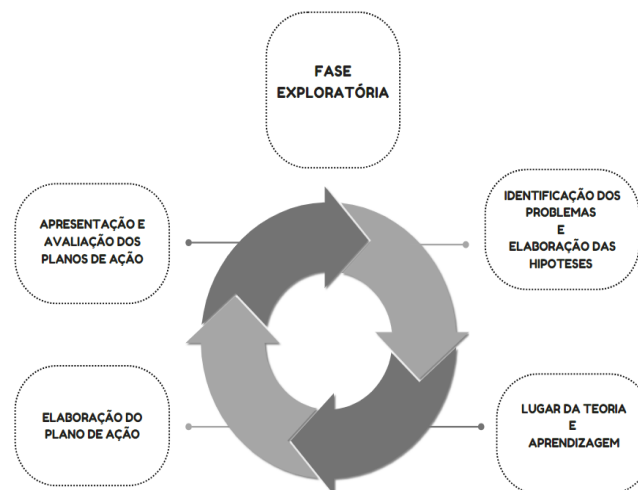 FASE
EXPLORATÓRIA
IDENTIFICAÇÃO DOS
PROBLEMAS
E
ELABORAÇÃO DAS
HIPOTESES
LUGAR DA TEORIA
E
APRENDIZAGEM
ELABORAÇÃO DO
PLANO DE AÇÃO
APRESENTAÇÃO E
AVALIAÇÃO DOS
PLANOS DE AÇÃO